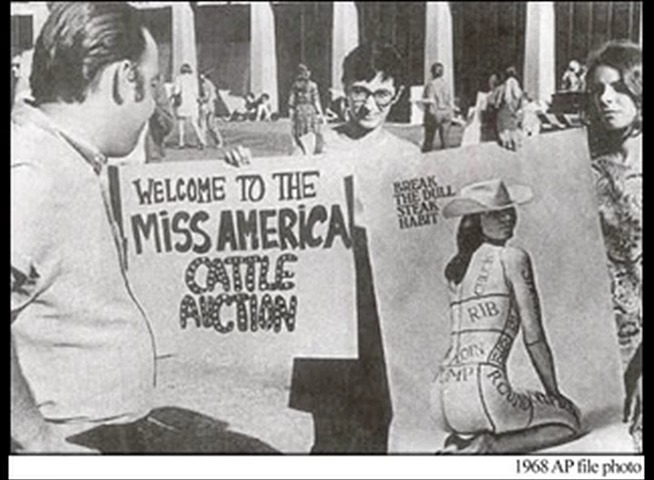 WELCOME TO THE
MISS AMERICA
CATTLE
AUCTION
BREAK
THE DULL
STEAK
HABIT
RIB
LOIN
RUMP
ROUND
1968 AP file photo